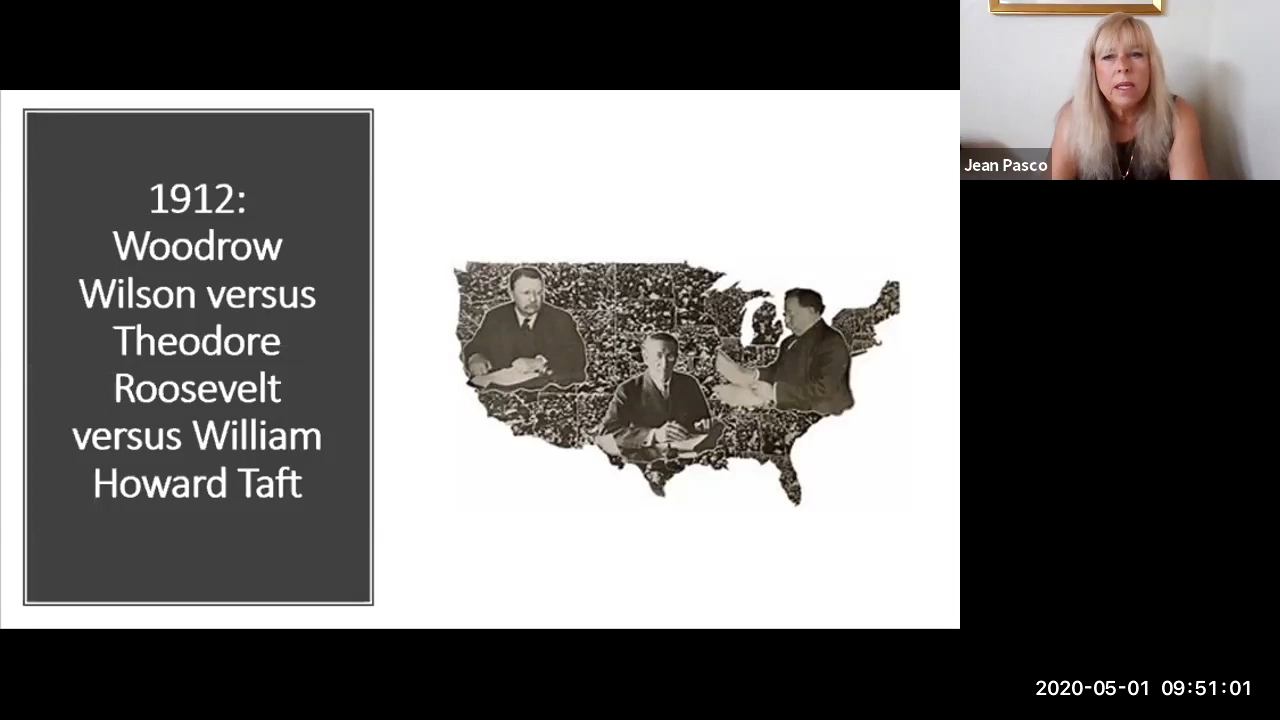 1912:
Woodrow
Wilson versus
Theodore
Roosevelt
versus William
Howard Taft
Jean Pasco
2020-05-01 09:51:01